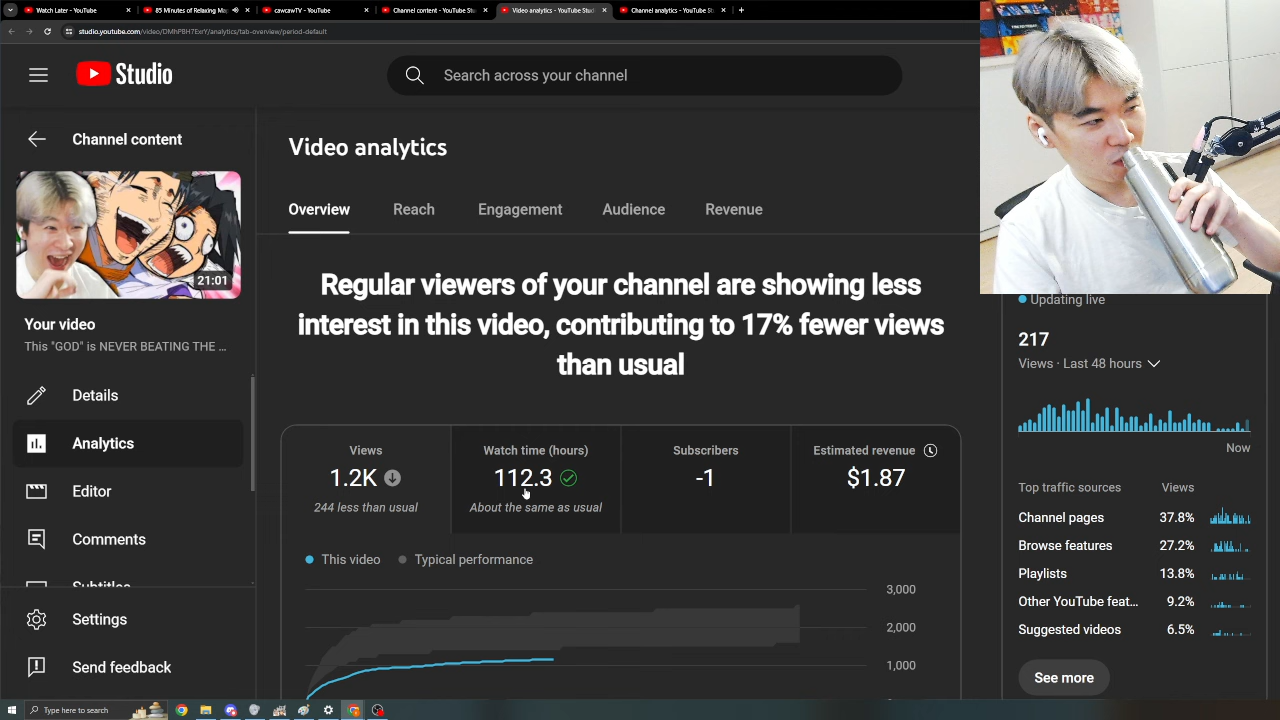 Watch Later - YouTube
85 Minutes of Relaxing Ma
cawcawTV - YouTube
Channel content - YouTube St
Video analytics - YouTube Stud
Channel analytics - YouTube St
studio.youtube.com/video/DMhPBH7ExrY/analytics/tab-overview/period-default
Studio
Search across your channel
Channel content
21:01
Your video
This "GOD" is NEVER BEATING THE ...
Details
Analytics
Editor
Comments
Subtitles
Settings
Send feedback
Video analytics
Overview
Reach
Engagement
Audience
Revenue
Regular viewers of your channel are showing less
interest in this video, contributing to 17% fewer views
than usual
Views
1.2K
244 less than usual
Watch time (hours)
112.3
About the same as usual
Subscribers
-1
Estimated revenue
$1.87
This video
Typical performance
3,000
2,000
1,000
Updating live
217
Views · Last 48 hours
Now
Top traffic sources Views
Channel pages 37.8%
Browse features 27.2%
Playlists 13.8%
Other YouTube feat... 9.2%
Suggested videos 6.5%
See more
Type here to search